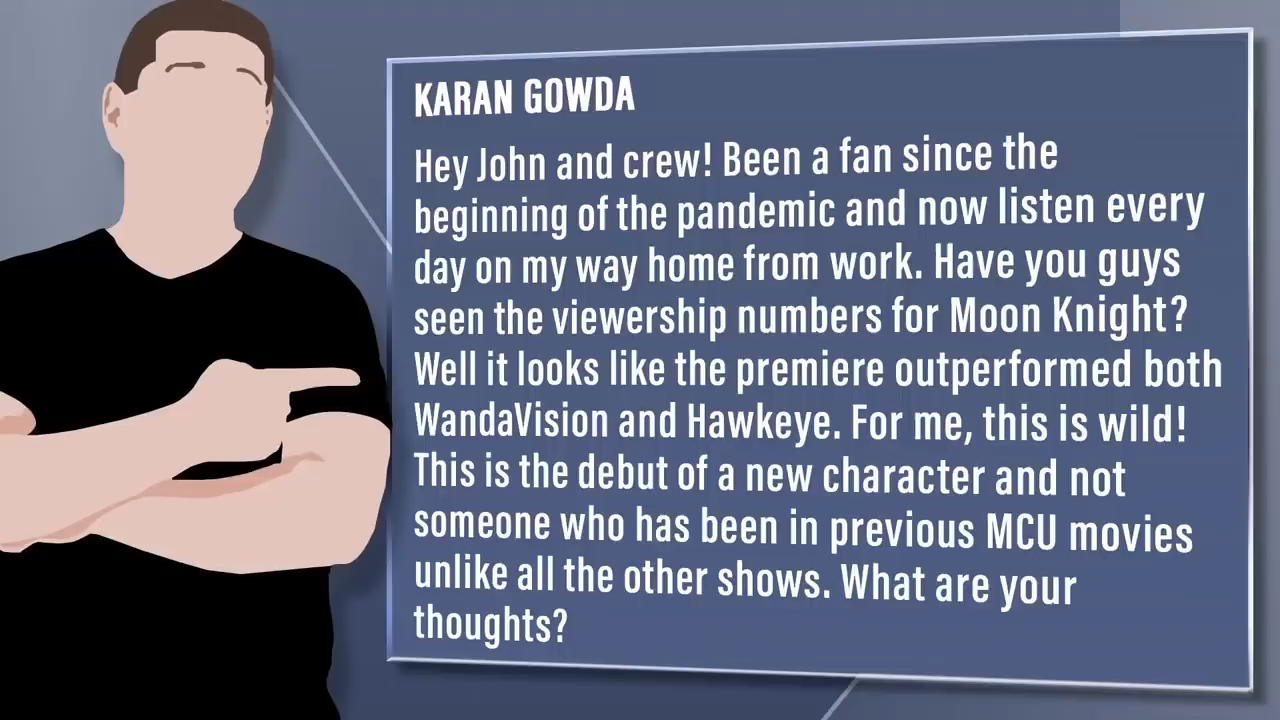 KARAN GOWDA
Hey John and crew! Been a fan since the
beginning of the pandemic and now listen every
day on my way home from work. Have you guys
seen the viewership numbers for Moon Knight?
Well it looks like the premiere outperformed both
WandaVision and Hawkeye. For me, this is wild!
This is the debut of a new character and not
someone who has been in previous MCU movies
unlike all the other shows. What are your
thoughts?